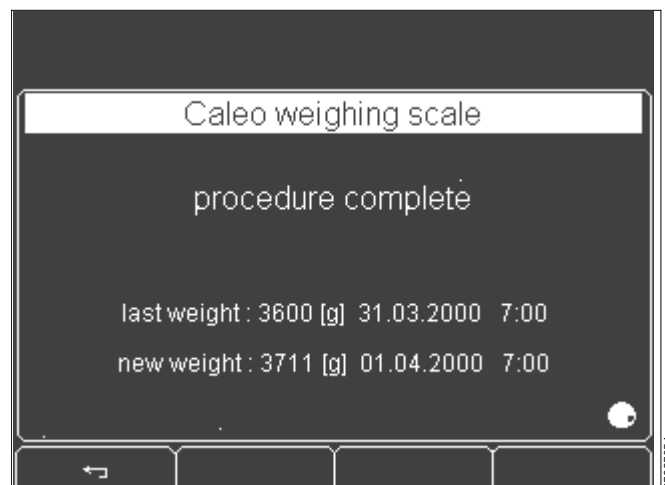 Caleo weighing scale
procedure complete
last weight : 3600 [g] 31.03.2000 7:00
new weight : 3711 [g] 01.04.2000 7:00